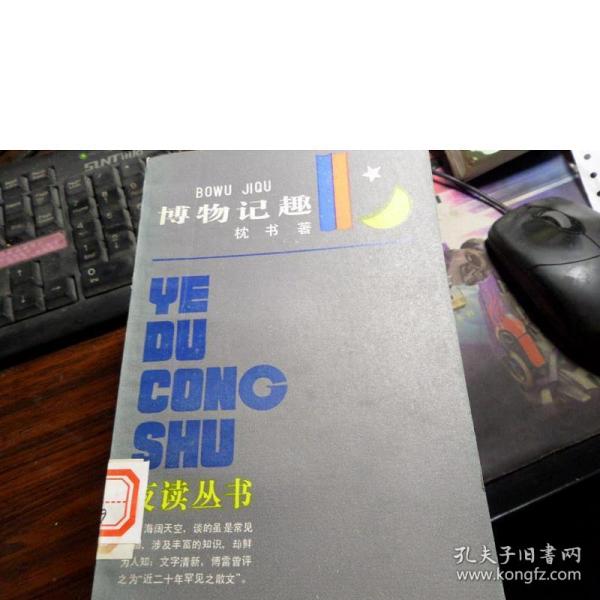 BOWU JIQU
博物记趣
枕书 著
YE
DU
CONG
SHU
夜读丛书
海阔天空，谈的虽是常见
涉及丰富的知识，却鲜
为人知；文字清新，傅雷曾评
之为“近二十年罕见之散文”。
孔夫子旧书网
www.kongfz.com